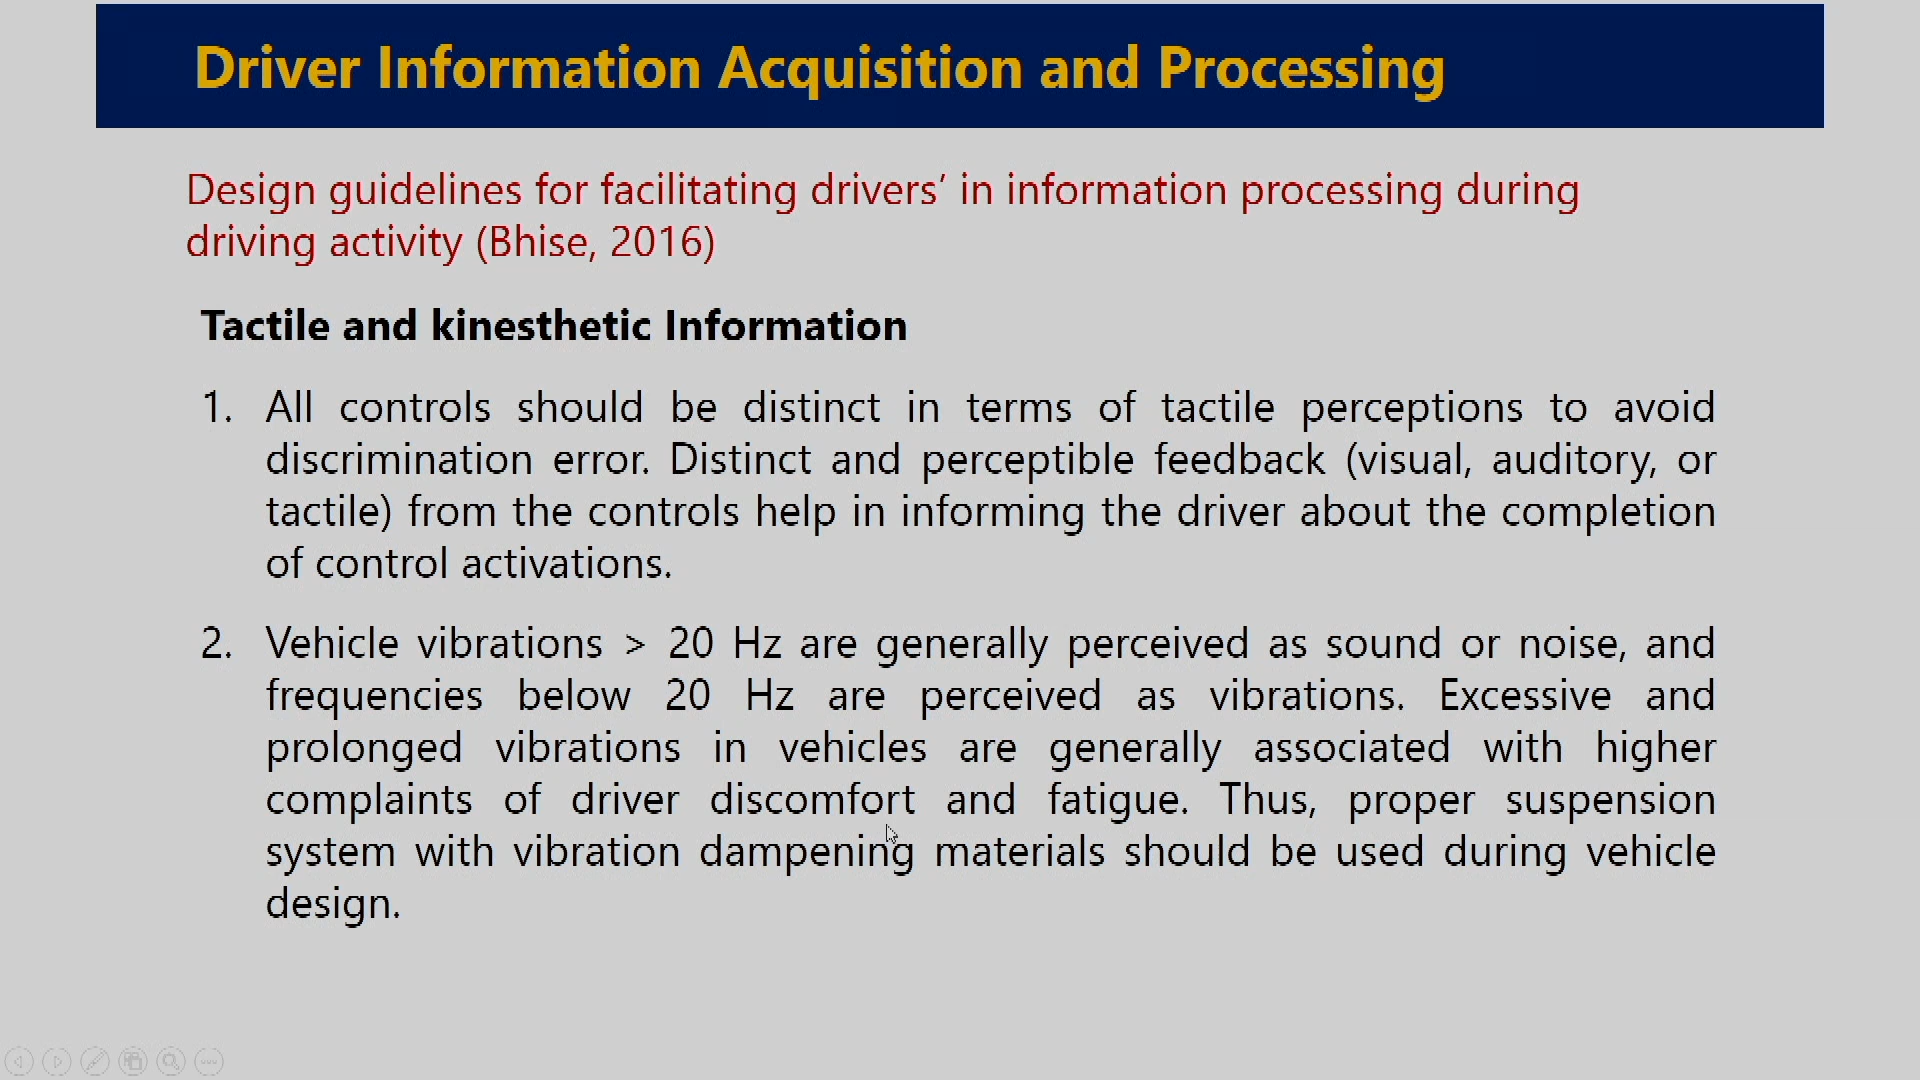 Driver Information Acquisition and Processing
Design guidelines for facilitating drivers’ in information processing during
driving activity (Bhise, 2016)
Tactile and kinesthetic Information
1. All controls should be distinct in terms of tactile perceptions to avoid
discrimination error. Distinct and perceptible feedback (visual, auditory, or
tactile) from the controls help in informing the driver about the completion
of control activations.
2. Vehicle vibrations > 20 Hz are generally perceived as sound or noise, and
frequencies below 20 Hz are perceived as vibrations. Excessive and
prolonged vibrations in vehicles are generally associated with higher
complaints of driver discomfort and fatigue. Thus, proper suspension
system with vibration dampening materials should be used during vehicle
design.